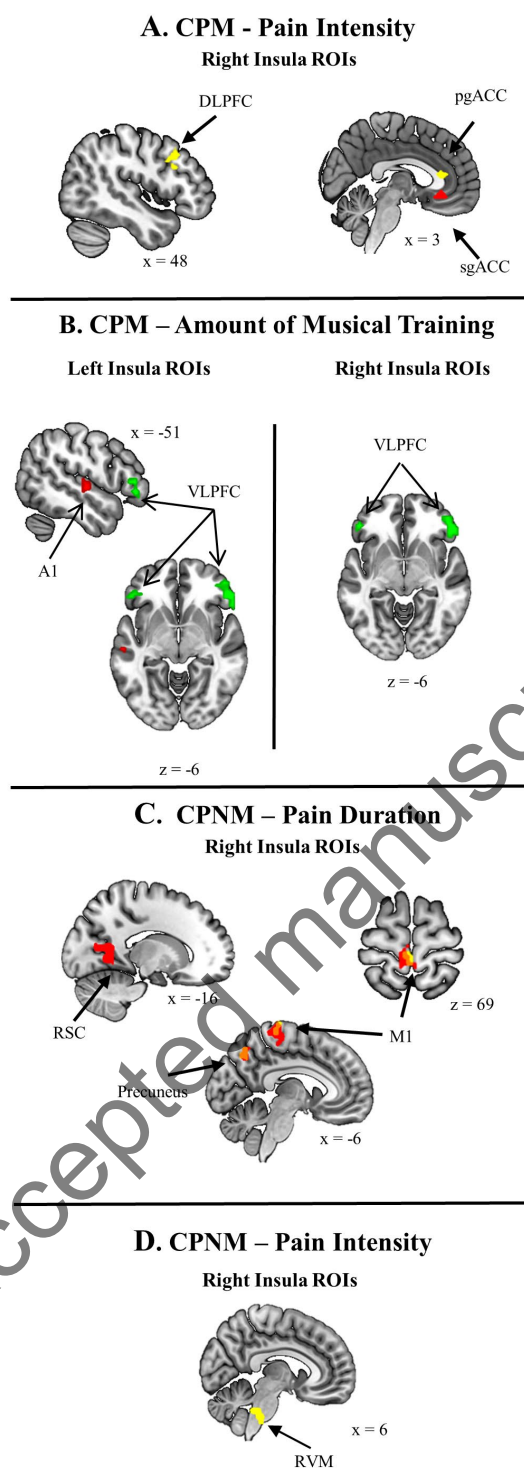 A. CPM - Pain Intensity
Right Insula ROIs
DLPFC
pgACC
x = 48
x = 3
sgACC
B. CPM – Amount of Musical Training
Left Insula ROIs
Right Insula ROIs
x = -51
VLPFC
VLPFC
A1
z = -6
z = -6
C. CPNM – Pain Duration
Right Insula ROIs
RSC
x = -16
z = 69
M1
Precuneus
x = -6
D. CPNM – Pain Intensity
Right Insula ROIs
x = 6
RVM
Accepted manuscr